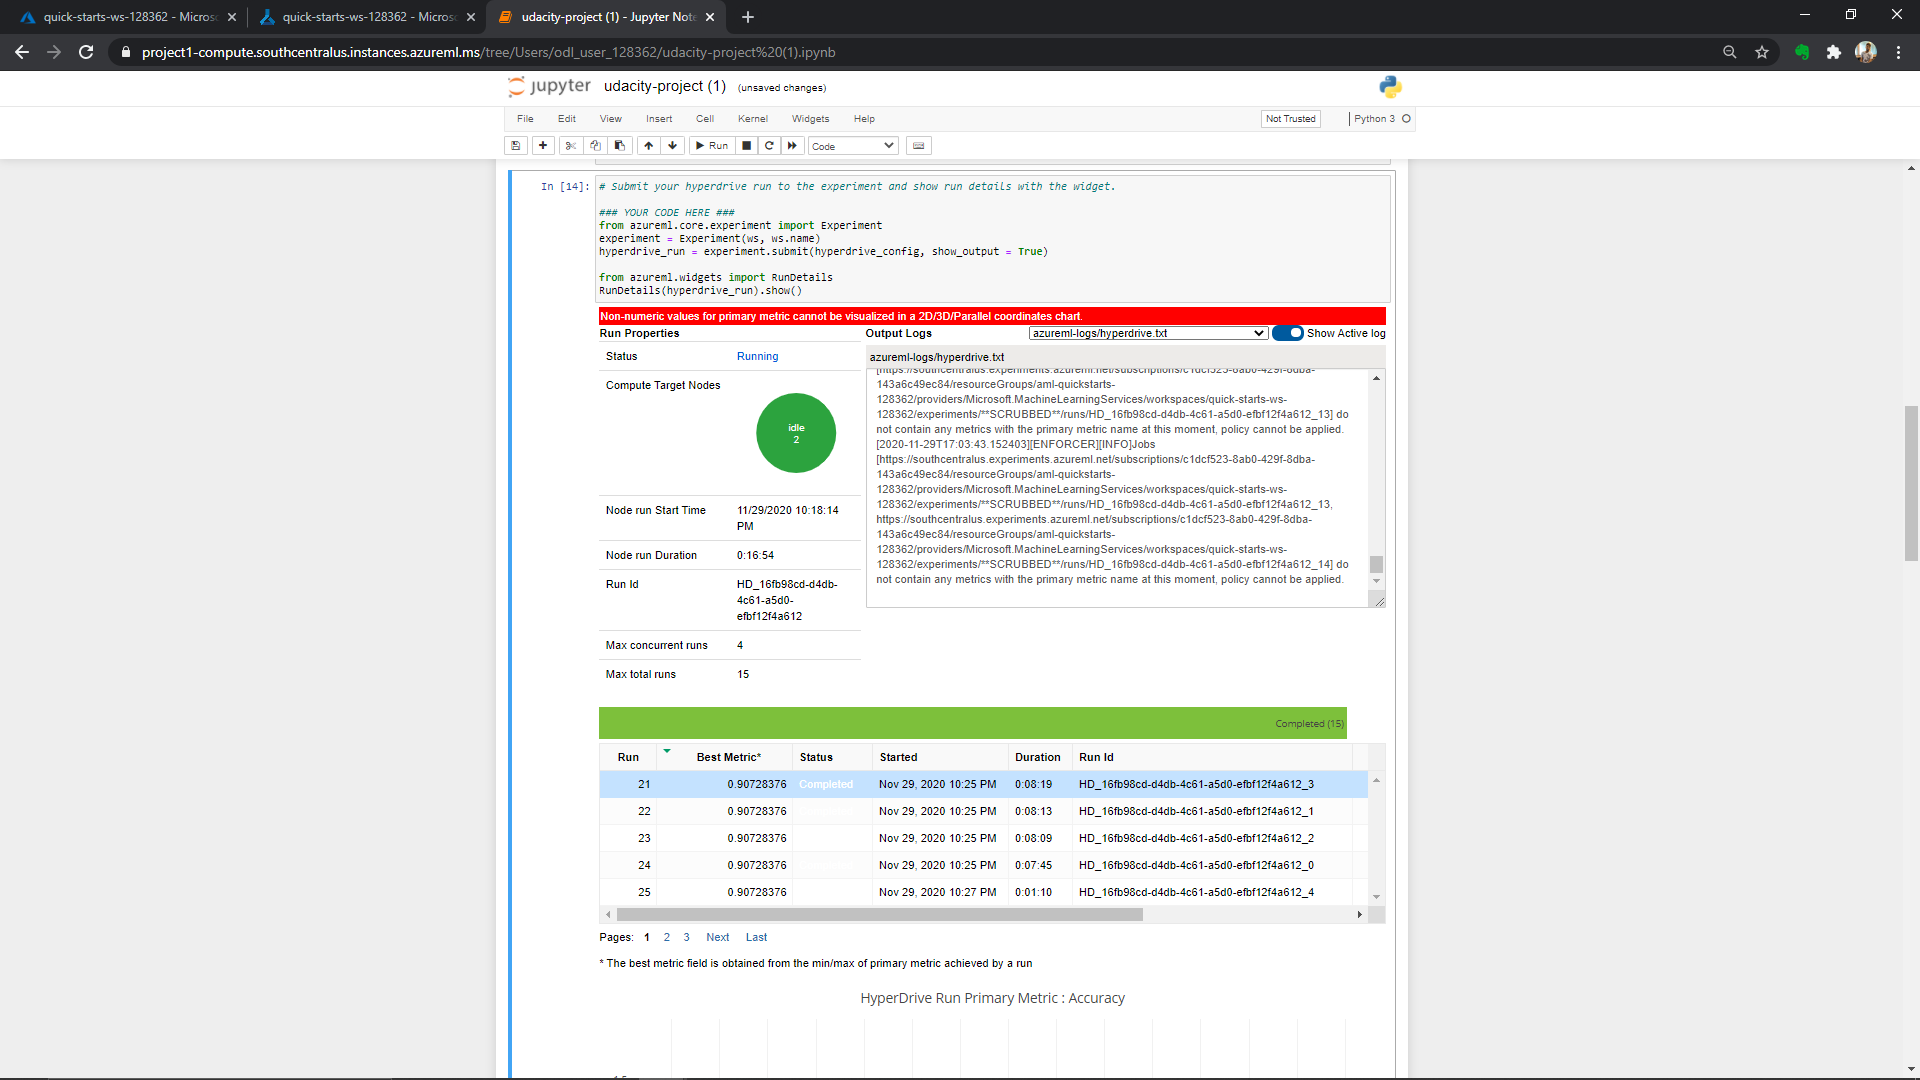 quick-starts-ws-128362 - Micros
quick-starts-ws-128362 - Micros
udacity-project (1) - Jupyter Note
project1-compute.southcentralus.instances.azureml.ms/tree/Users/odl_user_128362/udacity-project%20(1).ipynb
jupyter udacity-project (1) (unsaved changes)
File Edit View Insert Cell Kernel Widgets Help Not Trusted Python 3
Run Code
In [14]: # Submit your hyperdrive run to the experiment and show run details with the widget.
### YOUR CODE HERE ###
from azureml.core.experiment import Experiment
experiment = Experiment(ws, ws.name)
hyperdrive_run = experiment.submit(hyperdrive_config, show_output = True)
from azureml.widgets import RunDetails
RunDetails(hyperdrive_run).show()
Non-numeric values for primary metric cannot be visualized in a 2D/3D/Parallel coordinates chart.
Run Properties
Status Running
Compute Target Nodes
idle
2
Node run Start Time 11/29/2020 10:18:14
PM
Node run Duration 0:16:54
Run Id HD_16fb98cd-d4db-
4c61-a5d0-
efbf12f4a612
Max concurrent runs 4
Max total runs 15
Output Logs azureml-logs/hyperdrive.txt Show Active log
azureml-logs/hyperdrive.txt
[https://southcentralus.experiments.azureml.net/subscriptions/c1dcf523-8ab0-429f-8dba-
143a6c49ec84/resourceGroups/aml-quickstarts-
128362/providers/Microsoft.MachineLearningServices/workspaces/quick-starts-ws-
128362/experiments/**SCRUBBED**/runs/HD_16fb98cd-d4db-4c61-a5d0-efbf12f4a612_13] do
not contain any metrics with the primary metric name at this moment, policy cannot be applied.
[2020-11-29T17:03:43.152403][ENFORCER][INFO]Jobs
[https://southcentralus.experiments.azureml.net/subscriptions/c1dcf523-8ab0-429f-8dba-
143a6c49ec84/resourceGroups/aml-quickstarts-
128362/providers/Microsoft.MachineLearningServices/workspaces/quick-starts-ws-
128362/experiments/**SCRUBBED**/runs/HD_16fb98cd-d4db-4c61-a5d0-efbf12f4a612_13,
https://southcentralus.experiments.azureml.net/subscriptions/c1dcf523-8ab0-429f-8dba-
143a6c49ec84/resourceGroups/aml-quickstarts-
128362/providers/Microsoft.MachineLearningServices/workspaces/quick-starts-ws-
128362/experiments/**SCRUBBED**/runs/HD_16fb98cd-d4db-4c61-a5d0-efbf12f4a612_14] do
not contain any metrics with the primary metric name at this moment, policy cannot be applied.
Completed (15)
Run Best Metric* Status Started Duration Run Id
21 0.90728376 Completed Nov 29, 2020 10:25 PM 0:08:19 HD_16fb98cd-d4db-4c61-a5d0-efbf12f4a612_3
22 0.90728376 Nov 29, 2020 10:25 PM 0:08:13 HD_16fb98cd-d4db-4c61-a5d0-efbf12f4a612_1
23 0.90728376 Nov 29, 2020 10:25 PM 0:08:09 HD_16fb98cd-d4db-4c61-a5d0-efbf12f4a612_2
24 0.90728376 Nov 29, 2020 10:25 PM 0:07:45 HD_16fb98cd-d4db-4c61-a5d0-efbf12f4a612_0
25 0.90728376 Nov 29, 2020 10:27 PM 0:01:10 HD_16fb98cd-d4db-4c61-a5d0-efbf12f4a612_4
Pages: 1 2 3 Next Last
* The best metric field is obtained from the min/max of primary metric achieved by a run
HyperDrive Run Primary Metric : Accuracy